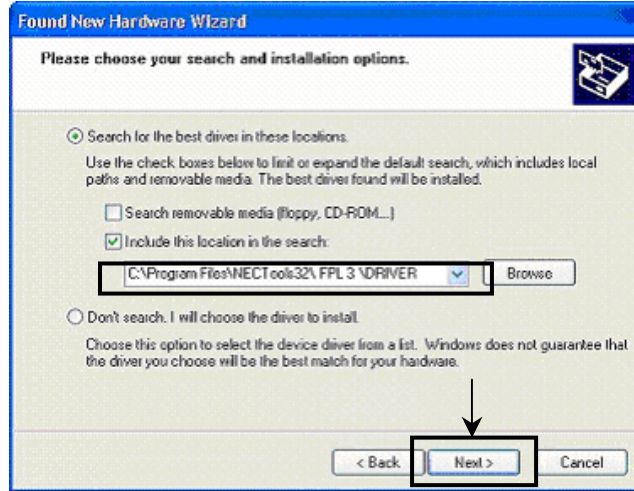 Found New Hardware Wizard
Please choose your search and installation options.
Search for the best driver in these locations.
Use the check boxes below to limit or expand the default search, which includes local
paths and removable media. The best driver found will be installed.
Search removable media (floppy, CD-ROM...)
Include this location in the search:
C:\Program Files\NECTools32\ FPL 3 \DRIVER
Browse
Don't search. I will choose the driver to install.
Choose this option to select the device driver from a list. Windows does not guarantee that
the driver you choose will be the best match for your hardware.
< Back
Next >
Cancel